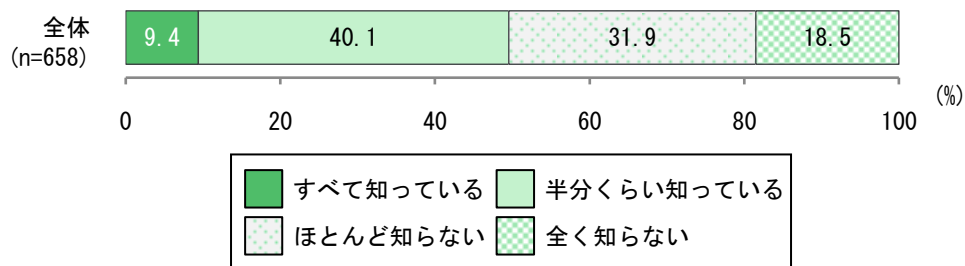 全体
(n=658)
9.4 40.1 31.9 18.5
(%)
0 20 40 60 80 100
すべて知っている 半分くらい知っている
ほとんど知らない 全く知らない